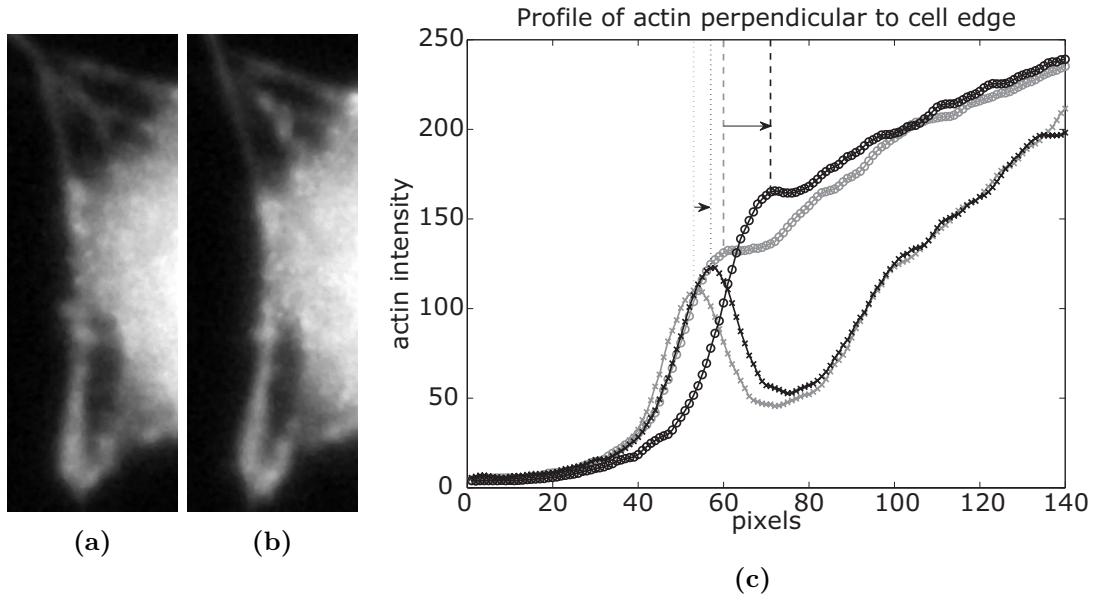 Profile of actin perpendicular to cell edge
250
200
150
100
50
0
actin intensity
0 20 40 60 80 100 120 140
pixels
(a) (b)
(c)